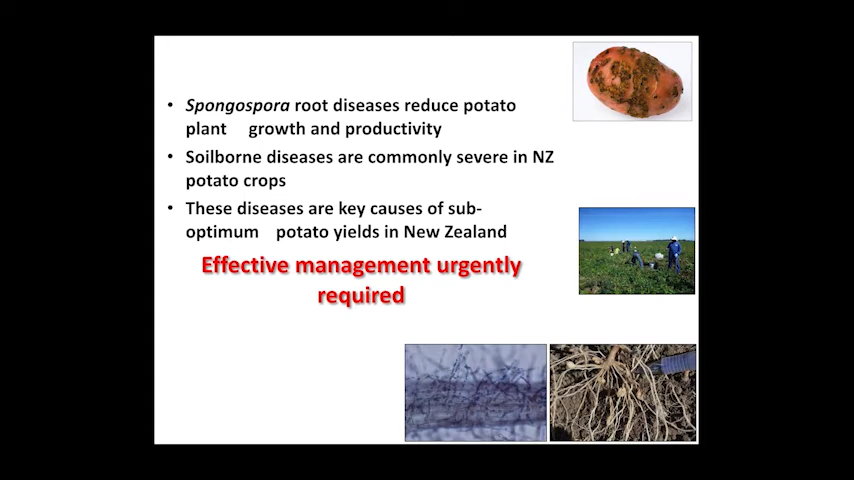 • Spongospora root diseases reduce potato
plant growth and productivity
• Soilborne diseases are commonly severe in NZ
potato crops
• These diseases are key causes of sub-
optimum potato yields in New Zealand
Effective management urgently
required